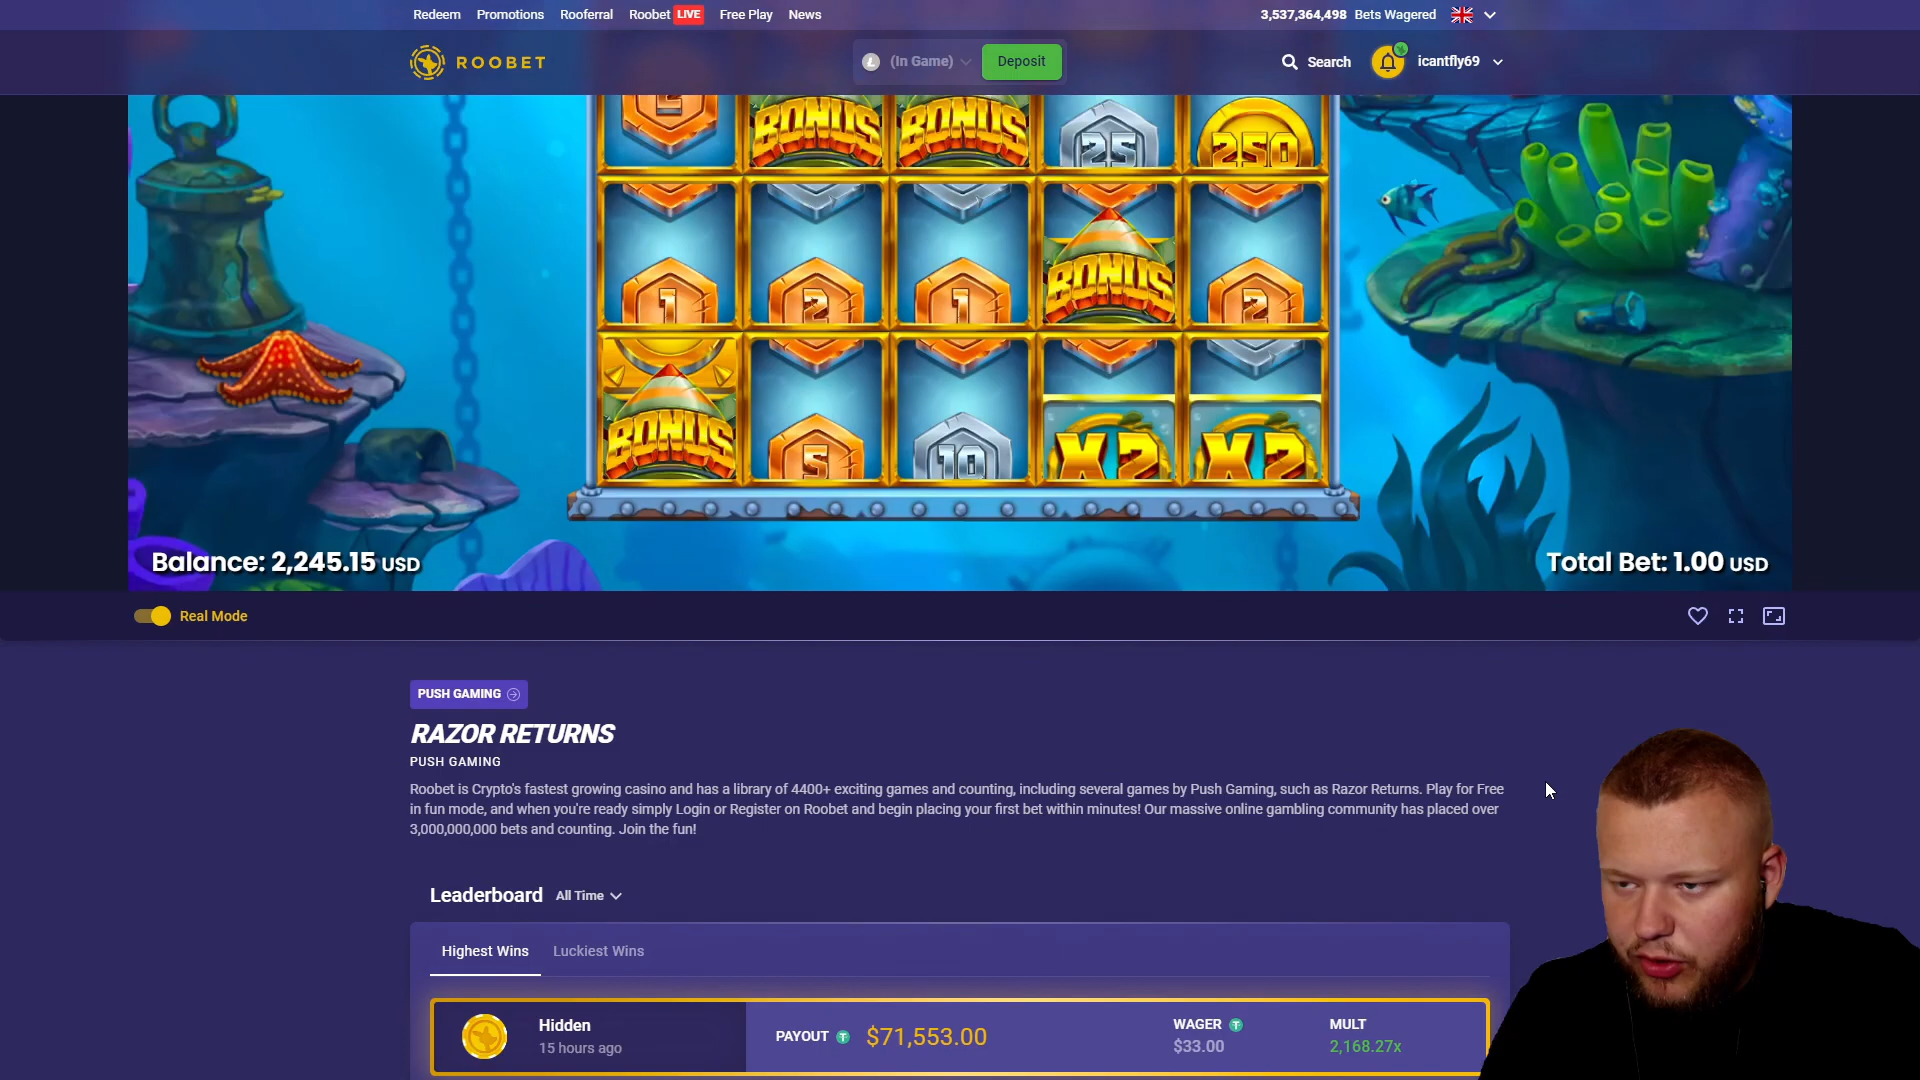 Redeem Promotions Rooferral Roobet LIVE Free Play News 3,537,364,498 Bets Wagered
ROOBET (In Game) Deposit Search icantfly69
2 BONUS BONUS 25 250
1 2 1 BONUS 2
BONUS 5 10 X2 X2
Balance: 2,245.15 USD Total Bet: 1.00 USD
Real Mode
PUSH GAMING
RAZOR RETURNS
PUSH GAMING
Roobet is Crypto's fastest growing casino and has a library of 4400+ exciting games and counting, including several games by Push Gaming, such as Razor Returns. Play for Free
in fun mode, and when you're ready simply Login or Register on Roobet and begin placing your first bet within minutes! Our massive online gambling community has placed over
3,000,000,000 bets and counting. Join the fun!
Leaderboard All Time
Highest Wins Luckiest Wins
Hidden
15 hours ago
PAYOUT $71,553.00
WAGER
$33.00
MULT
2,168.27x